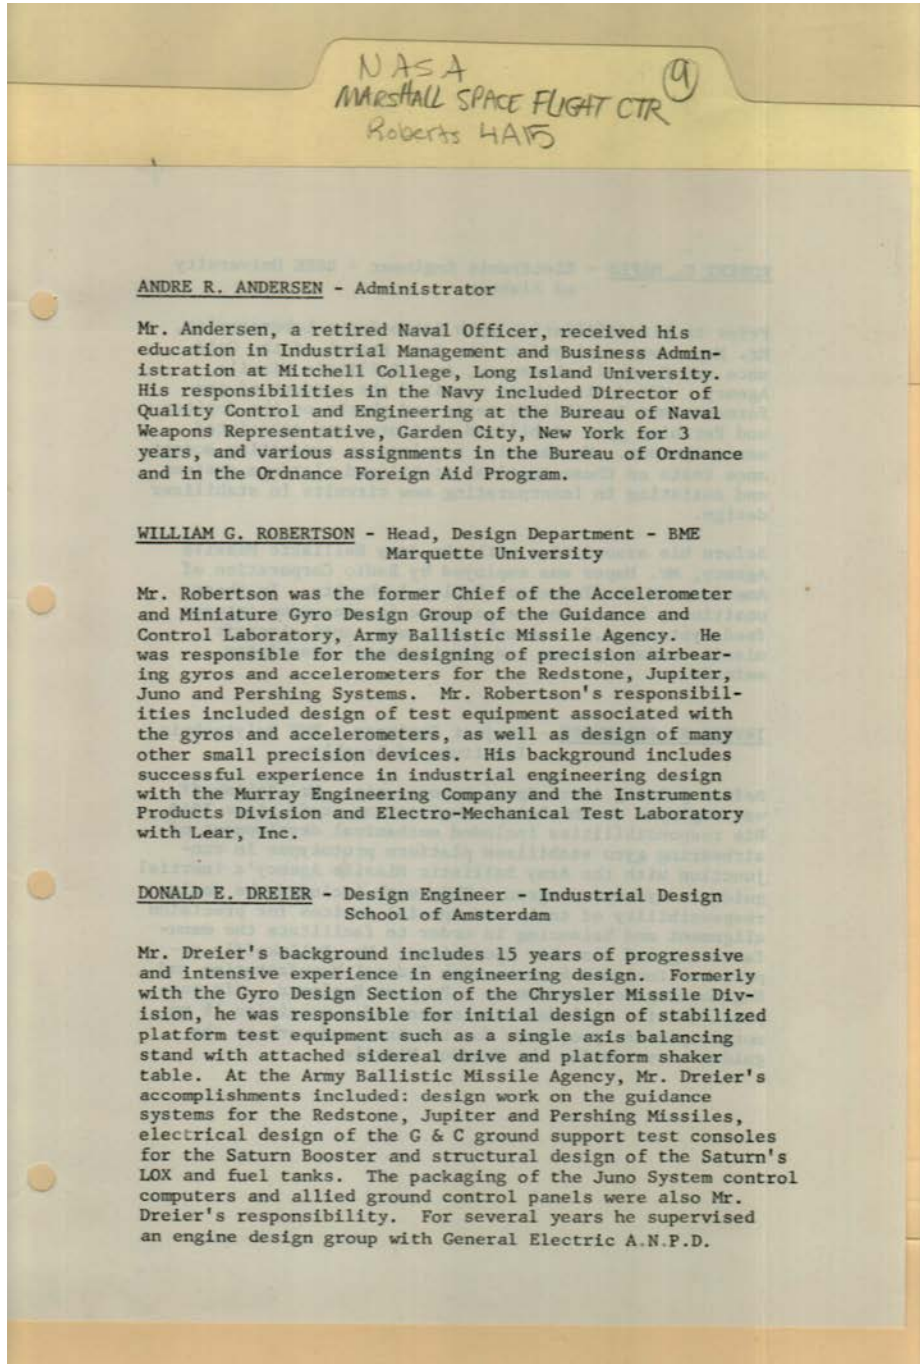 NASA
MARSHALL SPACE FLIGHT CTR
9
Roberts 4A15
ANDRE R. ANDERSEN - Administrator
Mr. Andersen, a retired Naval Officer, received his
education in Industrial Management and Business Admin-
istration at Mitchell College, Long Island University.
His responsibilities in the Navy included Director of
Quality Control and Engineering at the Bureau of Naval
Weapons Representative, Garden City, New York for 3
years, and various assignments in the Bureau of Ordnance
and in the Ordnance Foreign Aid Program.
WILLIAM G. ROBERTSON - Head, Design Department - BME
Marquette University
Mr. Robertson was the former Chief of the Accelerometer
and Miniature Gyro Design Group of the Guidance and
Control Laboratory, Army Ballistic Missile Agency. He
was responsible for the designing of precision airbear-
ing gyros and accelerometers for the Redstone, Jupiter,
Juno and Pershing Systems. Mr. Robertson's responsibil-
ities included design of test equipment associated with
the gyros and accelerometers, as well as design of many
other small precision devices. His background includes
successful experience in industrial engineering design
with the Murray Engineering Company and the Instruments
Products Division and Electro-Mechanical Test Laboratory
with Lear, Inc.
DONALD E. DREIER - Design Engineer - Industrial Design
School of Amsterdam
Mr. Dreier's background includes 15 years of progressive
and intensive experience in engineering design. Formerly
with the Gyro Design Section of the Chrysler Missile Div-
ision, he was responsible for initial design of stabilized
platform test equipment such as a single axis balancing
stand with attached sidereal drive and platform shaker
table. At the Army Ballistic Missile Agency, Mr. Dreier's
accomplishments included: design work on the guidance
systems for the Redstone, Jupiter and Pershing Missiles,
electrical design of the G & C ground support test consoles
for the Saturn Booster and structural design of the Saturn's
LOX and fuel tanks. The packaging of the Juno System control
computers and allied ground control panels were also Mr.
Dreier's responsibility. For several years he supervised
an engine design group with General Electric A.N.P.D.